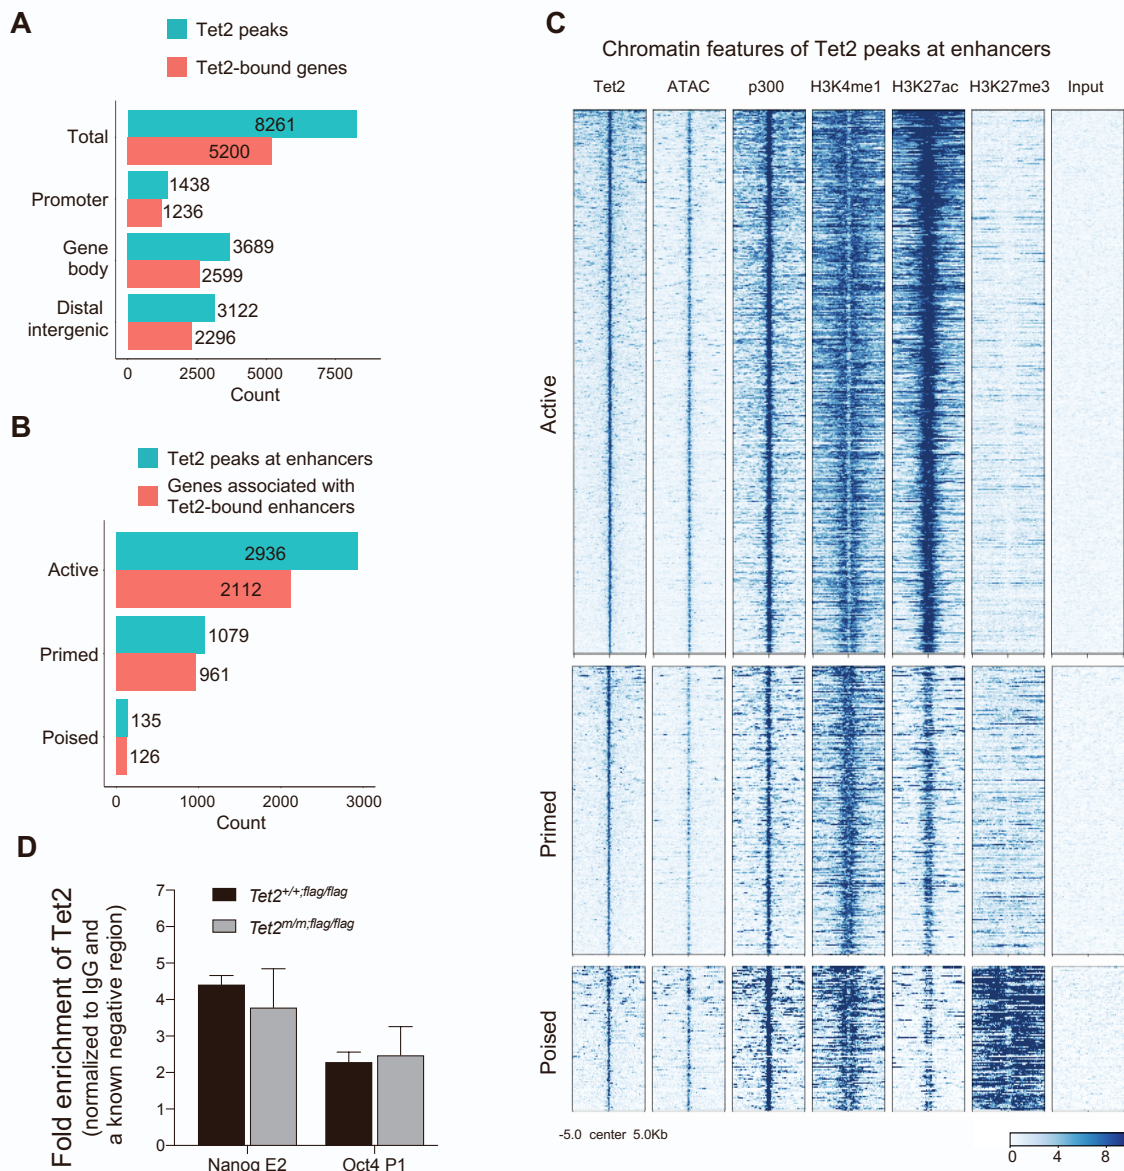 A
Tet2 peaks
Tet2-bound genes
Total
8261
5200
Promoter
1438
1236
Gene
body
3689
2599
Distal
intergenic
3122
2296
0 2500 5000 7500
Count
B
Tet2 peaks at enhancers
Genes associated with
Tet2-bound enhancers
Active
2936
2112
Primed
1079
961
Poised
135
126
0 1000 2000 3000
Count
C
Chromatin features of Tet2 peaks at enhancers
Tet2 ATAC p300 H3K4me1 H3K27ac H3K27me3 Input
Active
Primed
Poised
-5.0 center 5.0Kb
0 4 8
D
Fold enrichment of Tet2
(normalized to IgG and
a known negative region)
Tet2+/+;flag/flag
Tet2m/m;flag/flag
7
6
5
4
3
2
1
0
Nanog E2 Oct4 P1